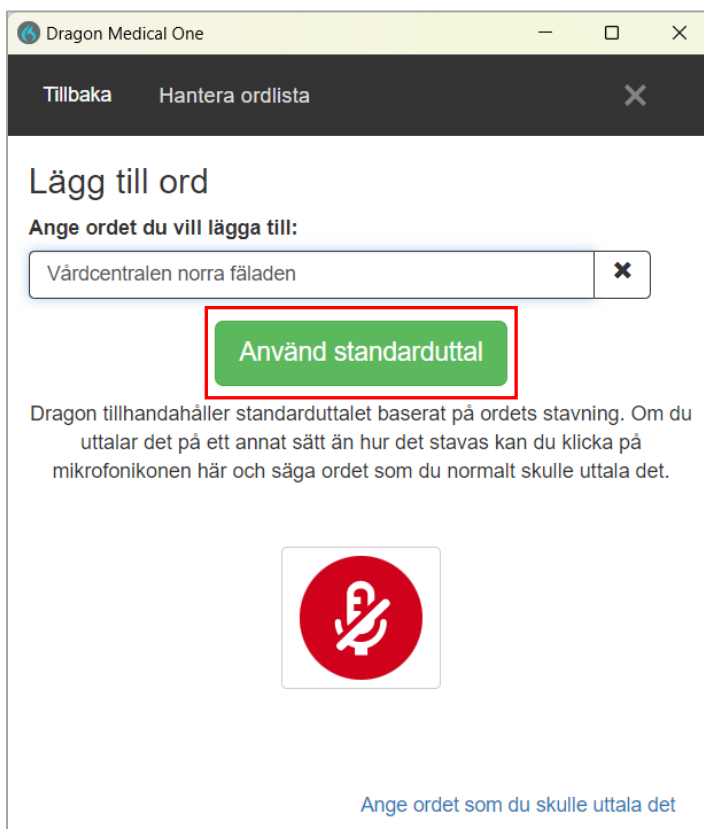 Dragon Medical One
Tillbaka Hantera ordlista
Lägg till ord
Ange ordet du vill lägga till:
Vårdcentralen norra fäladen
Använd standarduttal
Dragon tillhandahåller standarduttalet baserat på ordets stavning. Om du
uttalar det på ett annat sätt än hur det stavas kan du klicka på
mikrofonikonen här och säga ordet som du normalt skulle uttala det.
Ange ordet som du skulle uttala det